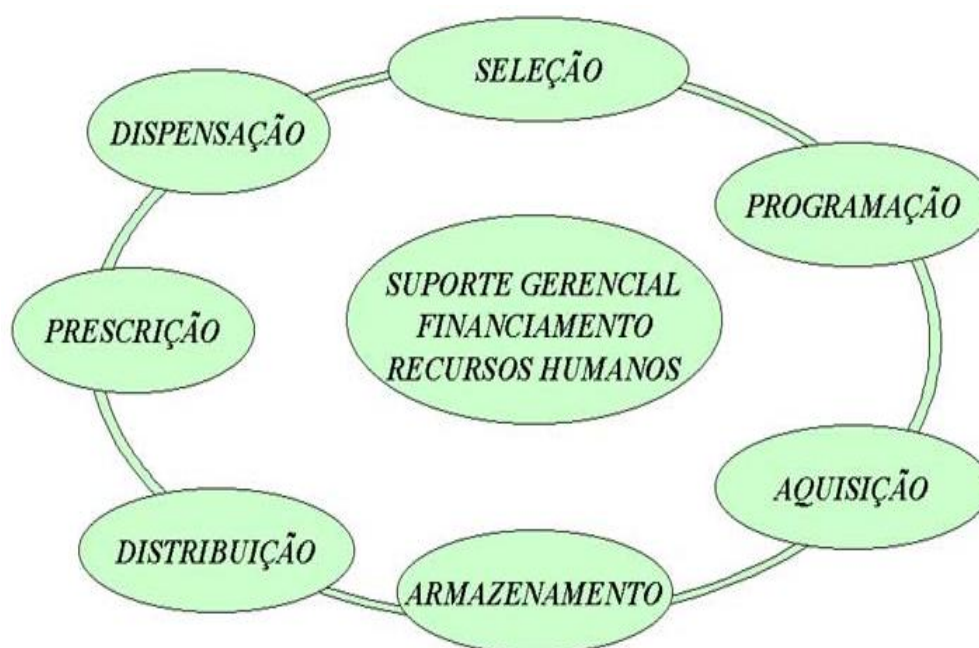 SELEÇÃO
DISPENSAÇÃO
PROGRAMAÇÃO
SUPORTE GERENCIAL
FINANCIAMENTO
RECURSOS HUMANOS
PRESCRIÇÃO
AQUISIÇÃO
DISTRIBUIÇÃO
ARMAZENAMENTO